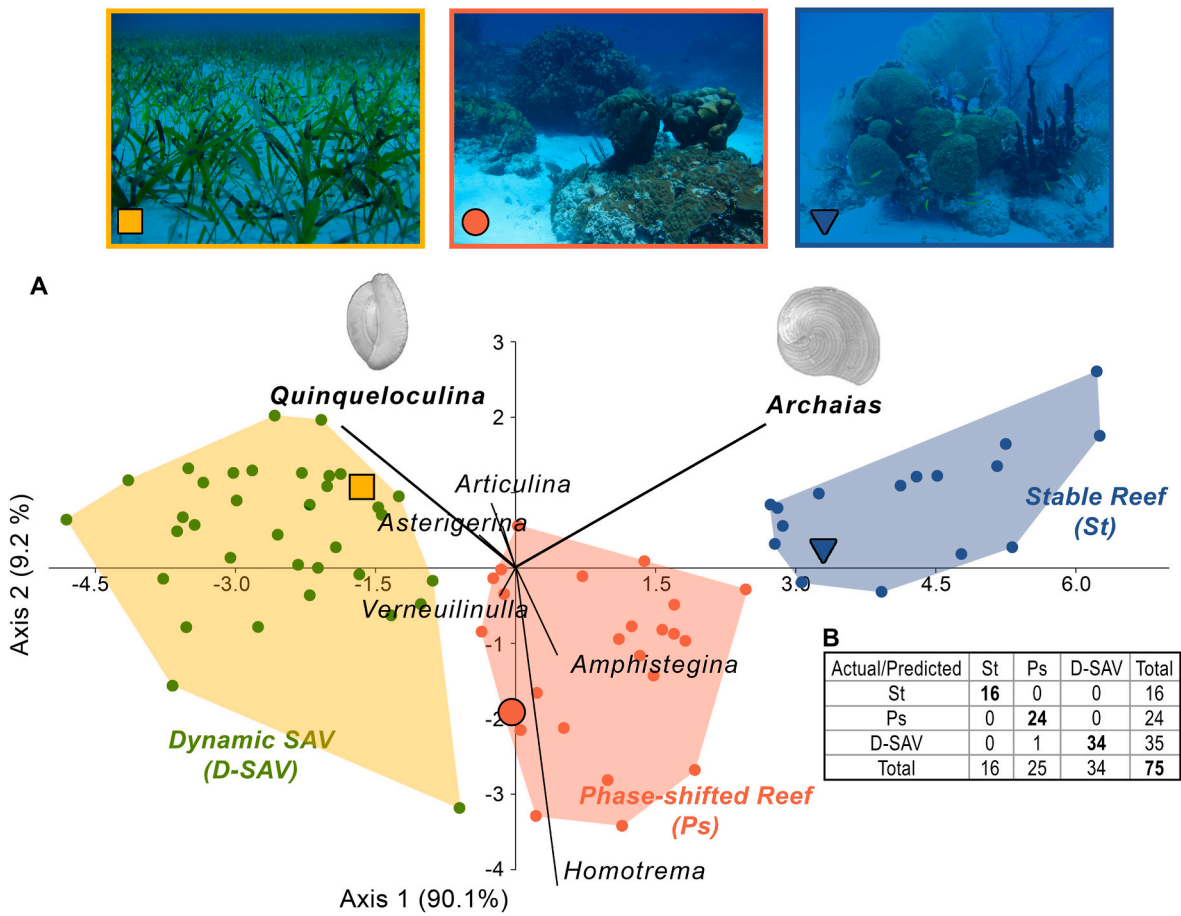 A
Quinqueloculina
Archaias
3
2
Articulina
Asterigerina
Stable Reef
(St)
Axis 2 (9.2 %)
-4.5
-3.0
-1.5
1.5
3.0
4.5
6.0
Verneuilinulla
-1
Amphistegina
-2
Dynamic SAV
(D-SAV)
-3
Phase-shifted Reef
(Ps)
-4
Homotrema
Axis 1 (90.1%)
B
Actual/Predicted St Ps D-SAV Total
St 16 0 0 16
Ps 0 24 0 24
D-SAV 0 1 34 35
Total 16 25 34 75